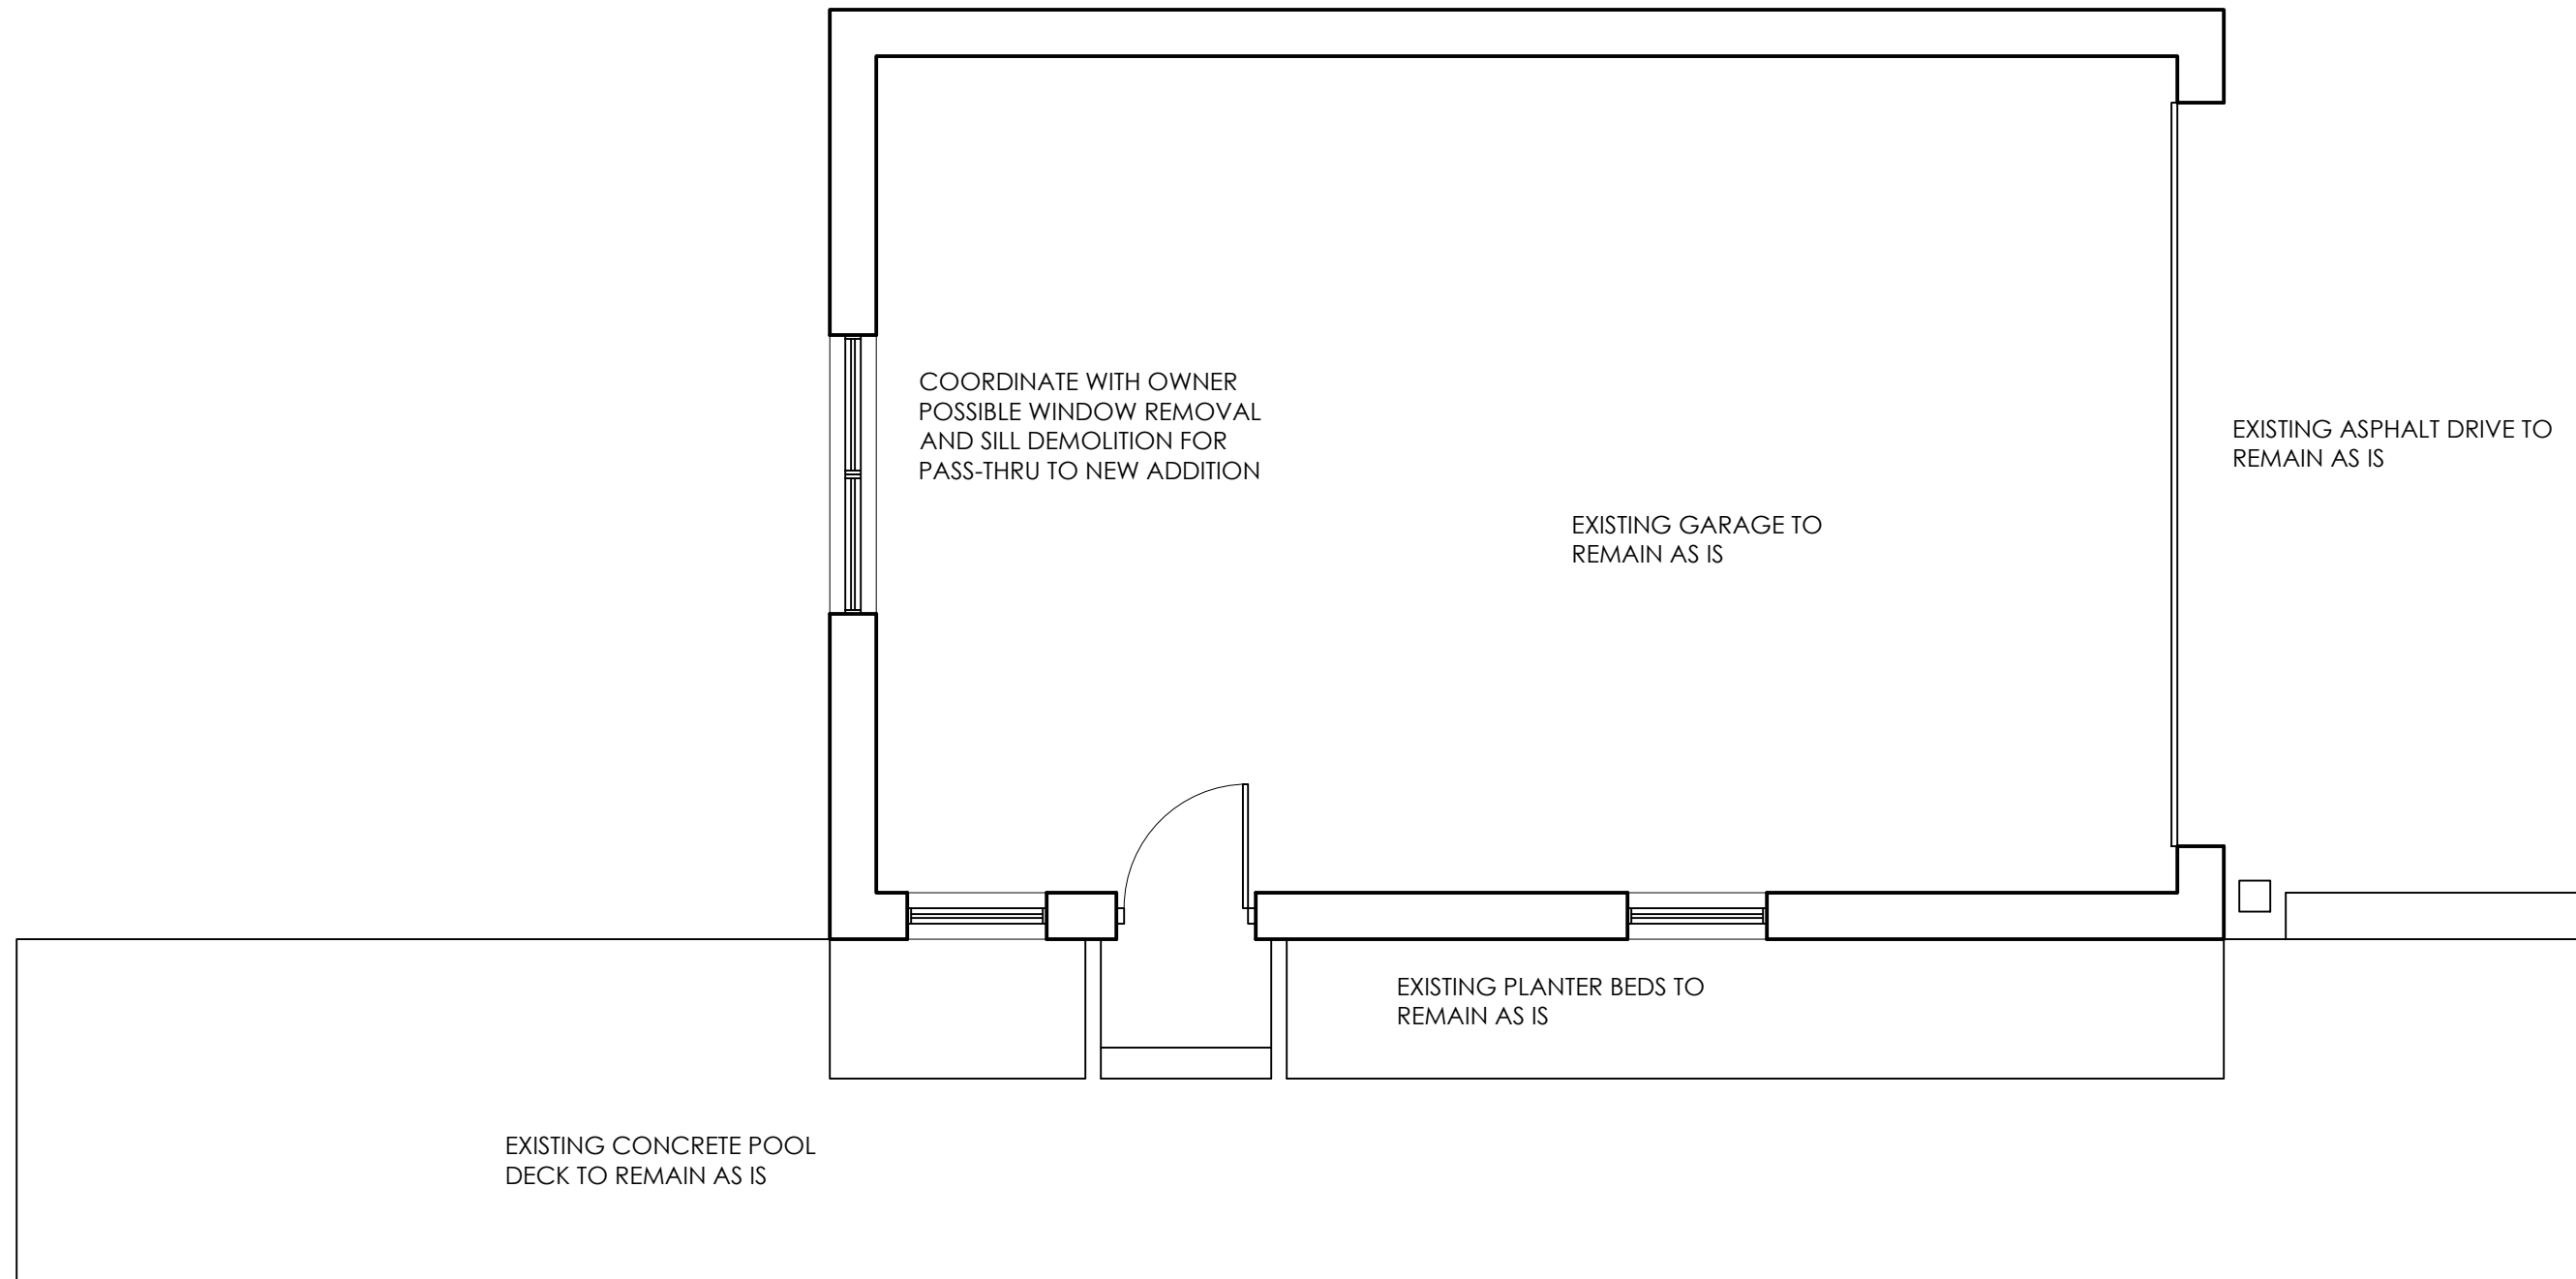 COORDINATE WITH OWNER
POSSIBLE WINDOW REMOVAL
AND SILL DEMOLITION FOR
PASS-THRU TO NEW ADDITION
EXISTING ASPHALT DRIVE TO
REMAIN AS IS
EXISTING GARAGE TO
REMAIN AS IS
EXISTING PLANTER BEDS TO
REMAIN AS IS
EXISTING CONCRETE POOL
DECK TO REMAIN AS IS